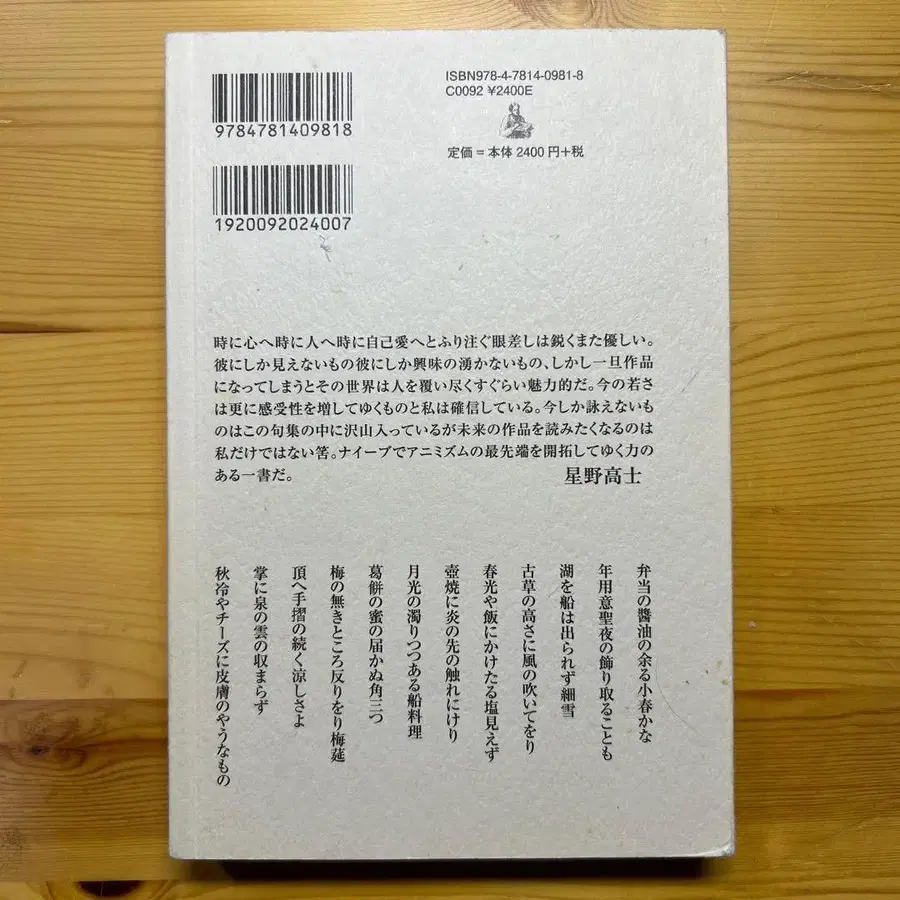 9784781409818
1920092024007
ISBN978-4-7814-0981-8
C0092 ¥2400E
定価＝本体2400円＋税
時に心へ時に人へ時に自己愛へとふり注ぐ眼差しは鋭くまた優しい。
彼にしか見えないもの彼にしか興味の湧かないもの、しかし一旦作品
になってしまうとその世界は人を覆い尽くすぐらい魅力的だ。今の若さ
は更に感受性を増してゆくものと私は確信している。今しか詠えないも
のはこの句集の中に沢山入っているが未来の作品を読みたくなるのは
私だけではない筈。ナイーブでアニミズムの最先端を開拓してゆく力の
ある一書だ。
星野高士
弁当の醬油の余る小春かな
年用意聖夜の飾り取ることも
湖を船は出られず細雪
古草の高さに風の吹いてをり
春光や飯にかけたる塩見えず
壺焼に炎の先の触れにけり
月光の濁りつつある船料理
葛餅の蜜の届かぬ角三つ
梅の無きところ反りをり梅莚
頂へ手摺の続く涼しさよ
掌に泉の雲の収まらず
秋冷やチーズに皮膚のやうなもの